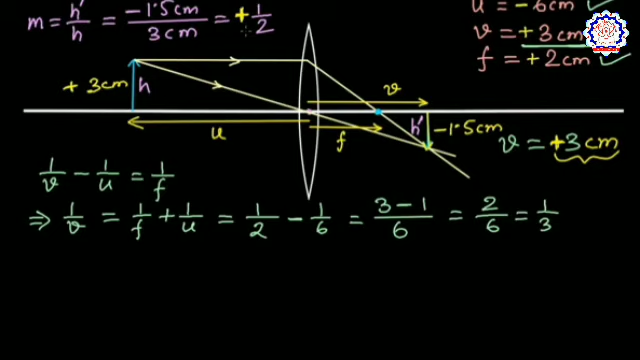 m = h'/h = -1.5cm/3cm = +1/2
u = -6cm
v = +3cm
f = +2cm
+3cm h
v
u
f
h' -1.5cm
v = +3cm
1/v - 1/u = 1/f
⇒ 1/v = 1/f + 1/u = 1/2 - 1/6 = 3-1/6 = 2/6 = 1/3